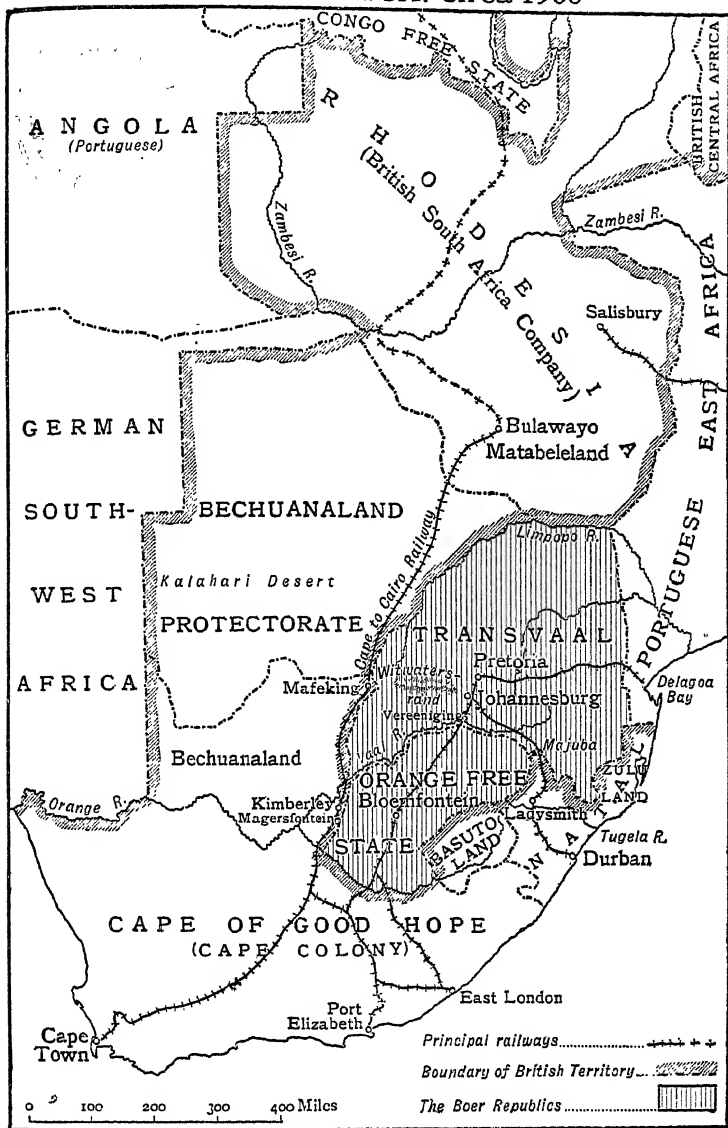 circa 1900
CONGO FREE STATE
BRITISH
CENTRAL AFRICA
ANGOLA
(Portuguese)
RHODESIA
(British South Africa Company)
Zambesi R.
Zambesi R.
Salisbury
EAST AFRICA
PORTUGUESE
GERMAN
SOUTH-
WEST
AFRICA
Bulawayo
Matabeleland
BECHUANALAND
Kalahari Desert
PROTECTORATE
Cape to Cairo Railway
Limpopo R.
TRANSVAAL
Pretoria
Witwaters-
rand
Johannesburg
Mafeking
Vereeniging
Delagoa
Bay
Bechuanaland
Vaal R.
Majuba
ORANGE FREE
STATE
ZULU
LAND
Orange R.
Kimberley
Magersfontein
Bloemfontein
Ladysmith
BASUTO
LAND
NATAL
Tugela R.
Durban
CAPE OF GOOD HOPE
(CAPE COLONY)
East London
Port
Elizabeth
Cape
Town
Principal railways
Boundary of British Territory
The Boer Republics
0 100 200 300 400 Miles